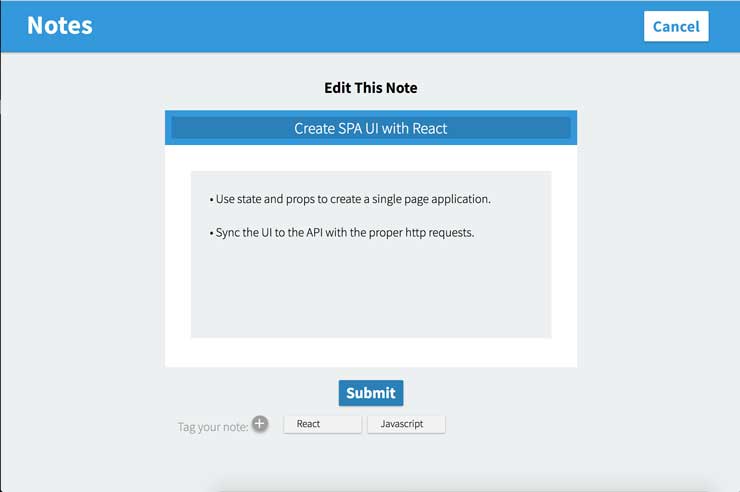 Notes
Cancel
Edit This Note
Create SPA UI with React
• Use state and props to create a single page application.
• Sync the UI to the API with the proper http requests.
Submit
Tag your note: + React Javascript